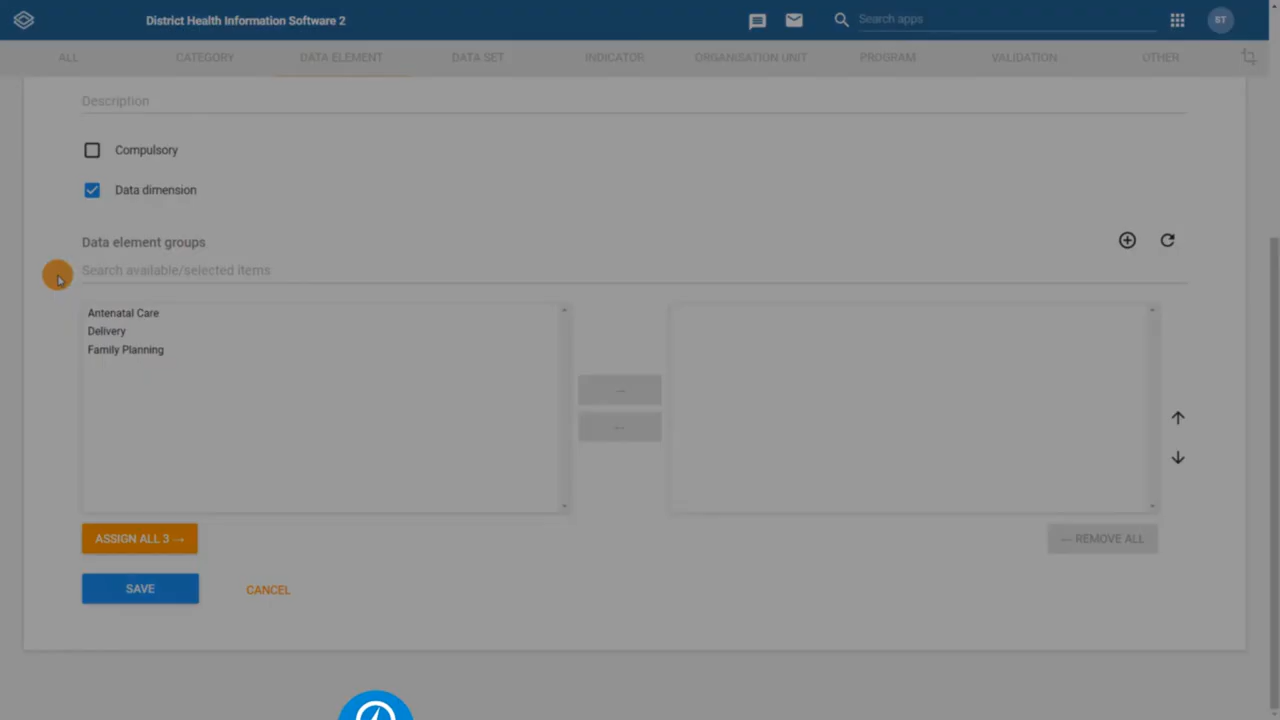 District Health Information Software 2
Search apps
ST
ALL
CATEGORY
DATA ELEMENT
DATA SET
INDICATOR
ORGANISATION UNIT
PROGRAM
VALIDATION
OTHER
Description
Compulsory
Data dimension
Data element groups
Search available/selected items
Antenatal Care
Delivery
Family Planning
ASSIGN ALL 3 →
← REMOVE ALL
SAVE
CANCEL